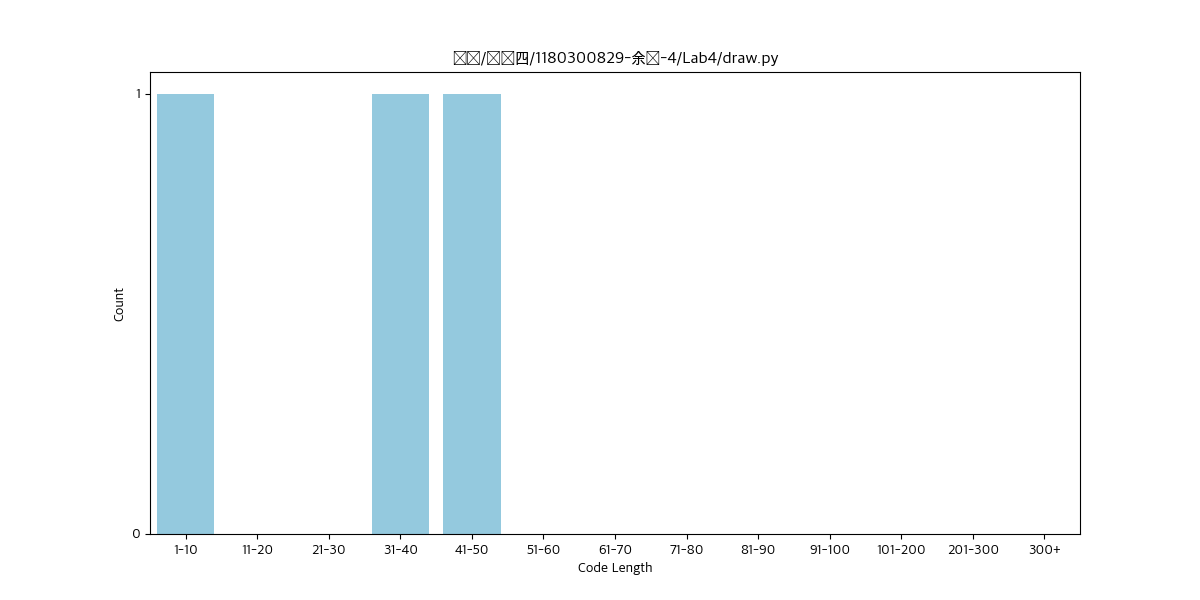 /四/1180300829-余-4/Lab4/draw.py
1
0
Count
1-10 11-20 21-30 31-40 41-50 51-60 61-70 71-80 81-90 91-100 101-200 201-300 300+
Code Length